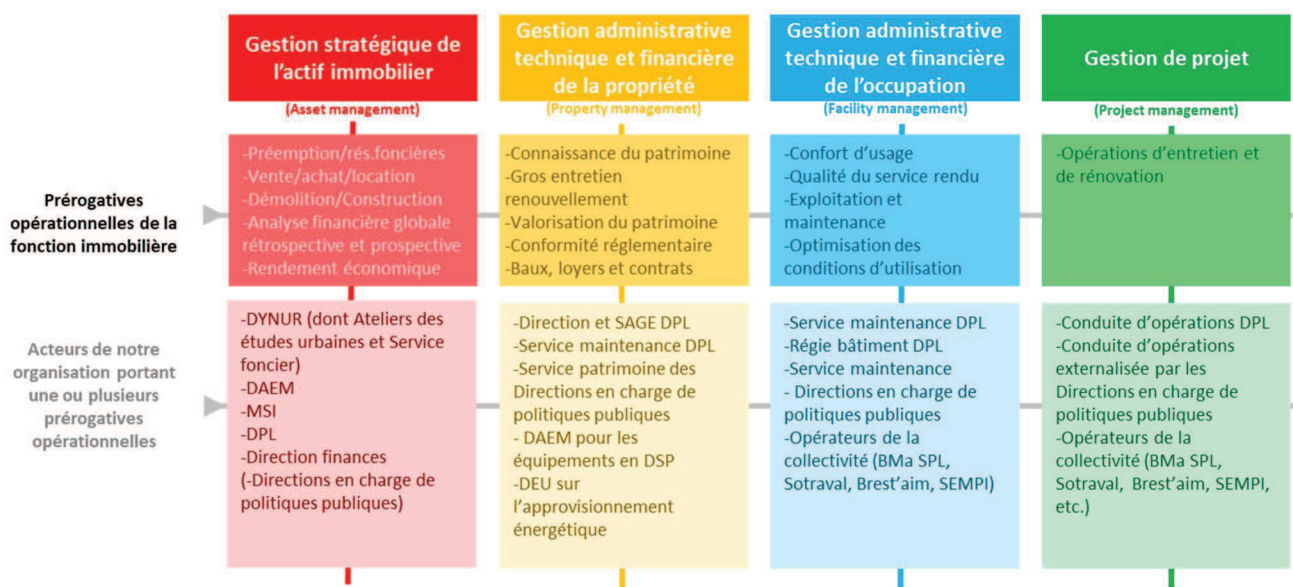 Gestion stratégique de
l'actif immobilier
(Asset management)
Gestion administrative
technique et financière
de la propriété
(Property management)
Gestion administrative
technique et financière
de l'occupation
(Facility management)
Gestion de projet
(Project management)
Prérogatives
opérationnelles de la
fonction immobilière
-Préemption/rés.foncières
-Vente/achat/location
-Démolition/Construction
-Analyse financière globale
rétrospective et prospective
-Rendement économique
-Connaissance du patrimoine
-Gros entretien
renouvellement
-Valorisation du patrimoine
-Conformité réglementaire
-Baux, loyers et contrats
-Confort d'usage
-Qualité du service rendu
-Exploitation et
maintenance
-Optimisation des
conditions d'utilisation
-Opérations d'entretien et
de rénovation
Acteurs de notre
organisation portant
une ou plusieurs
prérogatives
opérationnelles
-DYNUR (dont Ateliers des
études urbaines et Service
foncier)
-DAEM
-MSI
-DPL
-Direction finances
(-Directions en charge de
politiques publiques)
-Direction et SAGE DPL
-Service maintenance DPL
-Service patrimoine des
Directions en charge de
politiques publiques
- DAEM pour les
équipements en DSP
-DEU sur
l'approvisionnement
énergétique
-Service maintenance DPL
-Régie bâtiment DPL
-Service maintenance
- Directions en charge de
politiques publiques
-Opérateurs de la
collectivité (BMa SPL,
Sotraval, Brest'aim, SEMPI)
-Conduite d'opérations DPL
-Conduite d'opérations
externalisée par les
Directions en charge de
politiques publiques
-Opérateurs de la
collectivité (BMa SPL,
Sotraval, Brest'aim, SEMPI,
etc.)